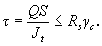 τ = QS / J_t ≤ R_s γ_c.